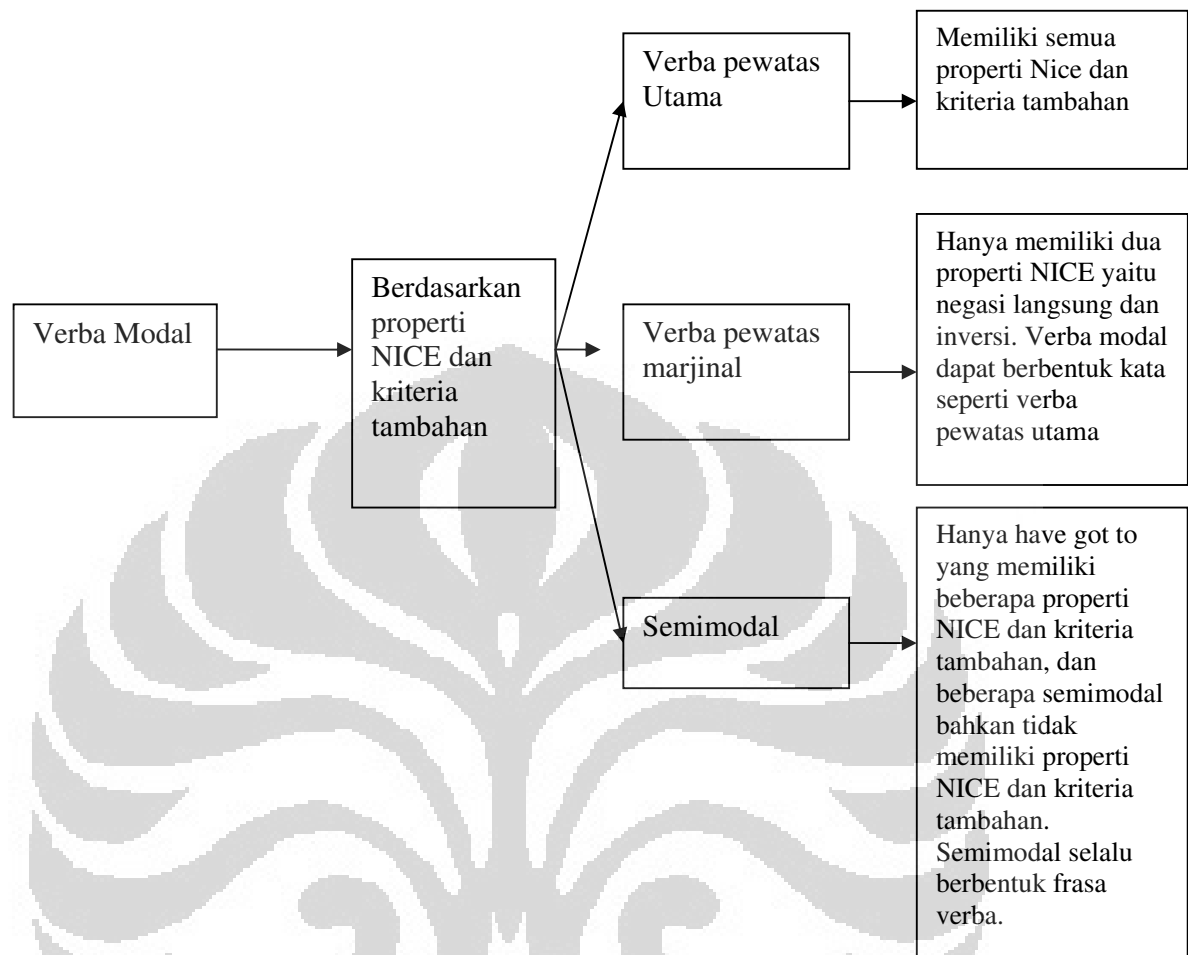 Verba Modal
Berdasarkan
properti
NICE dan
kriteria
tambahan
Verba pewatas
Utama
Memiliki semua
properti Nice dan
kriteria tambahan
Verba pewatas
marjinal
Hanya memiliki dua
properti NICE yaitu
negasi langsung dan
inversi. Verba modal
dapat berbentuk kata
seperti verba
pewatas utama
Semimodal
Hanya have got to
yang memiliki
beberapa properti
NICE dan kriteria
tambahan, dan
beberapa semimodal
bahkan tidak
memiliki properti
NICE dan kriteria
tambahan.
Semimodal selalu
berbentuk frasa
verba.